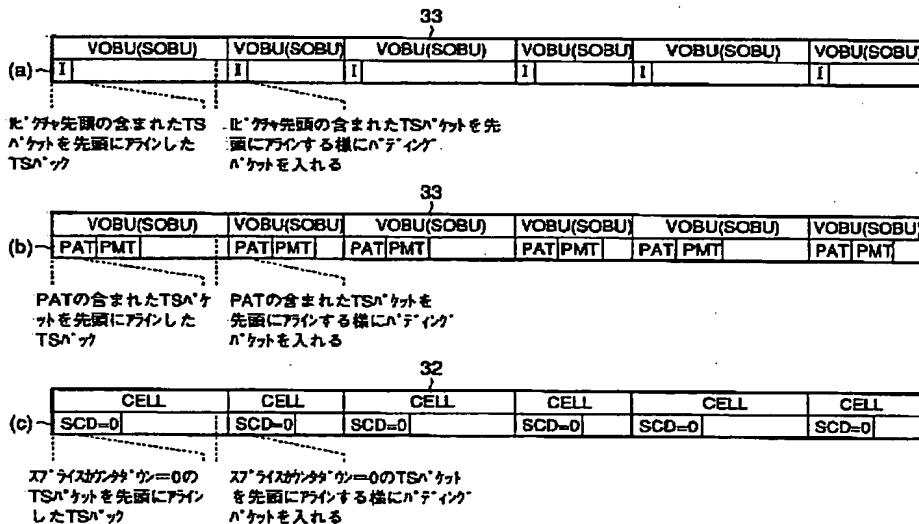 33
VOBU(SOBU) VOBU(SOBU) VOBU(SOBU) VOBU(SOBU) VOBU(SOBU) VOBU(SOBU)
(a) I I I I I I
Iピクチャ先頭の含まれたTS
パケットを先頭にアラインした
TSパック
Iピクチャ先頭の含まれたTSパケットを先
頭にアラインする様にパディング
パケットを入れる
33
VOBU(SOBU) VOBU(SOBU) VOBU(SOBU) VOBU(SOBU) VOBU(SOBU) VOBU(SOBU)
(b) PAT PMT PAT PMT PAT PMT PAT PMT PAT PMT PAT PMT
PATの含まれたTSパケ
ットを先頭にアラインした
TSパック
PATの含まれたTSパケットを
先頭にアラインする様にパディング
パケットを入れる
32
CELL CELL CELL CELL CELL CELL
(c) SCD=0 SCD=0 SCD=0 SCD=0 SCD=0 SCD=0
スプライスカウンタダウン=0の
TSパケットを先頭にアライン
したTSパック
スプライスカウンタダウン=0のTSパケット
を先頭にアラインする様にパディング
パケットを入れる